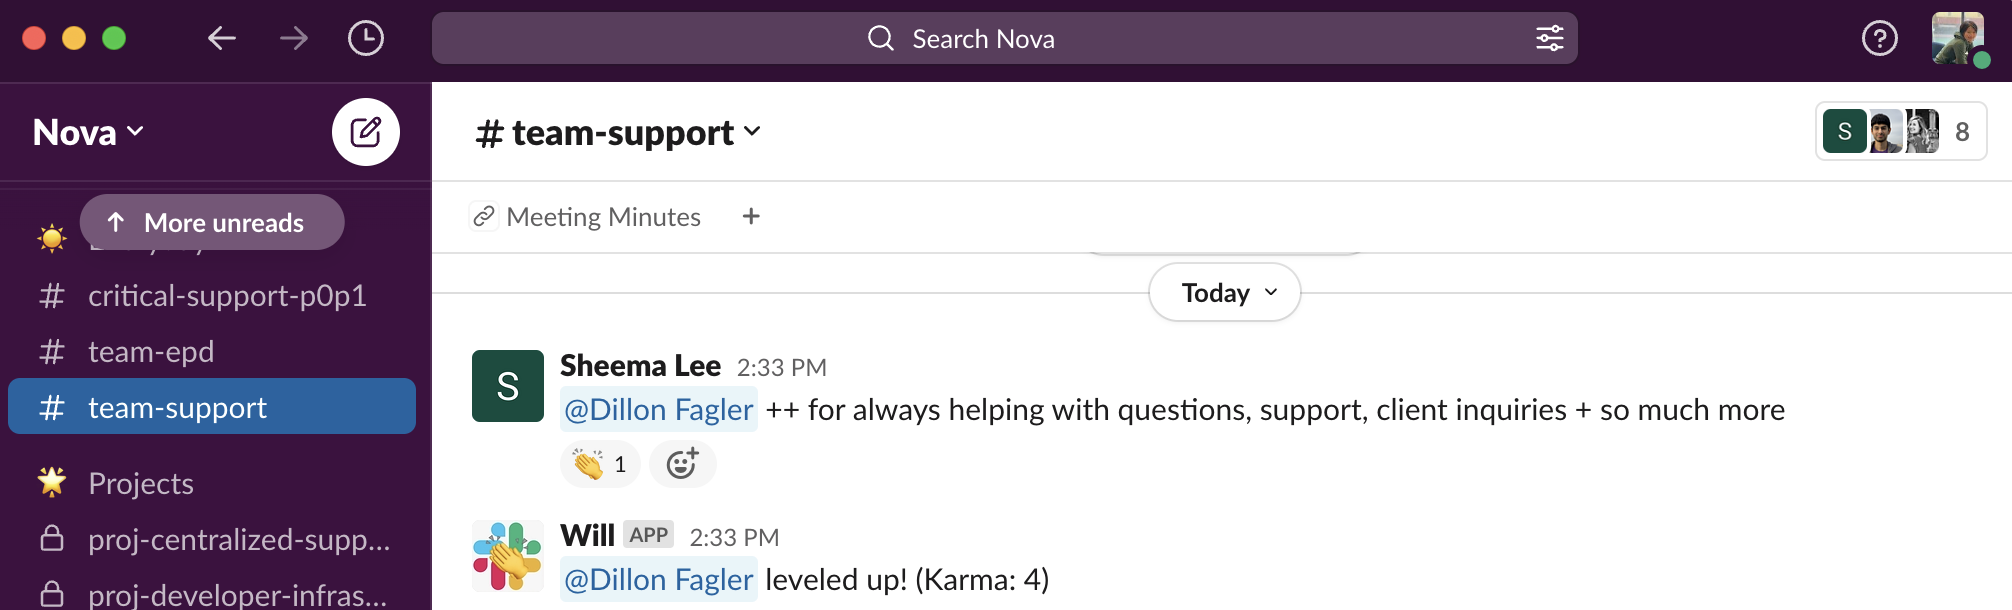 Search Nova
Nova
More unreads
# critical-support-p0p1
# team-epd
# team-support
Projects
proj-centralized-supp...
proj-developer-infras...
# team-support
S
8
Meeting Minutes +
Today
S
Sheema Lee 2:33 PM
@Dillon Fagler ++ for always helping with questions, support, client inquiries + so much more
1
Will APP 2:33 PM
@Dillon Fagler leveled up! (Karma: 4)